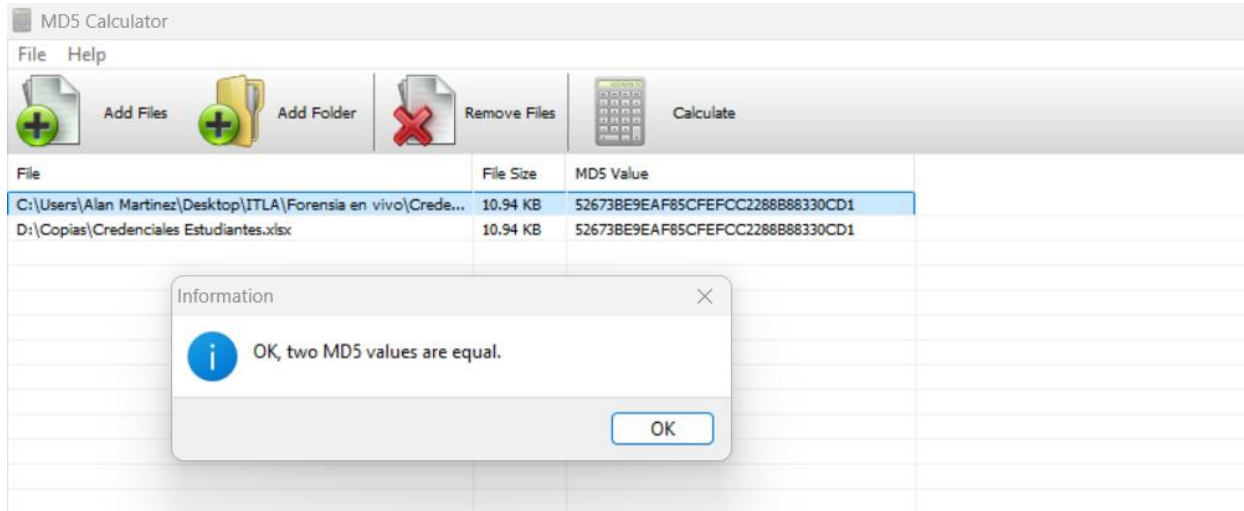 MD5 Calculator
File Help
Add Files Add Folder Remove Files Calculate
File File Size MD5 Value
C:\Users\Alan Martinez\Desktop\ITLA\Forensia en vivo\Crede... 10.94 KB 52673BE9EAF85CFEFCC2288B88330CD1
D:\Copias\Credenciales Estudiantes.xlsx 10.94 KB 52673BE9EAF85CFEFCC2288B88330CD1
Information
OK, two MD5 values are equal.
OK